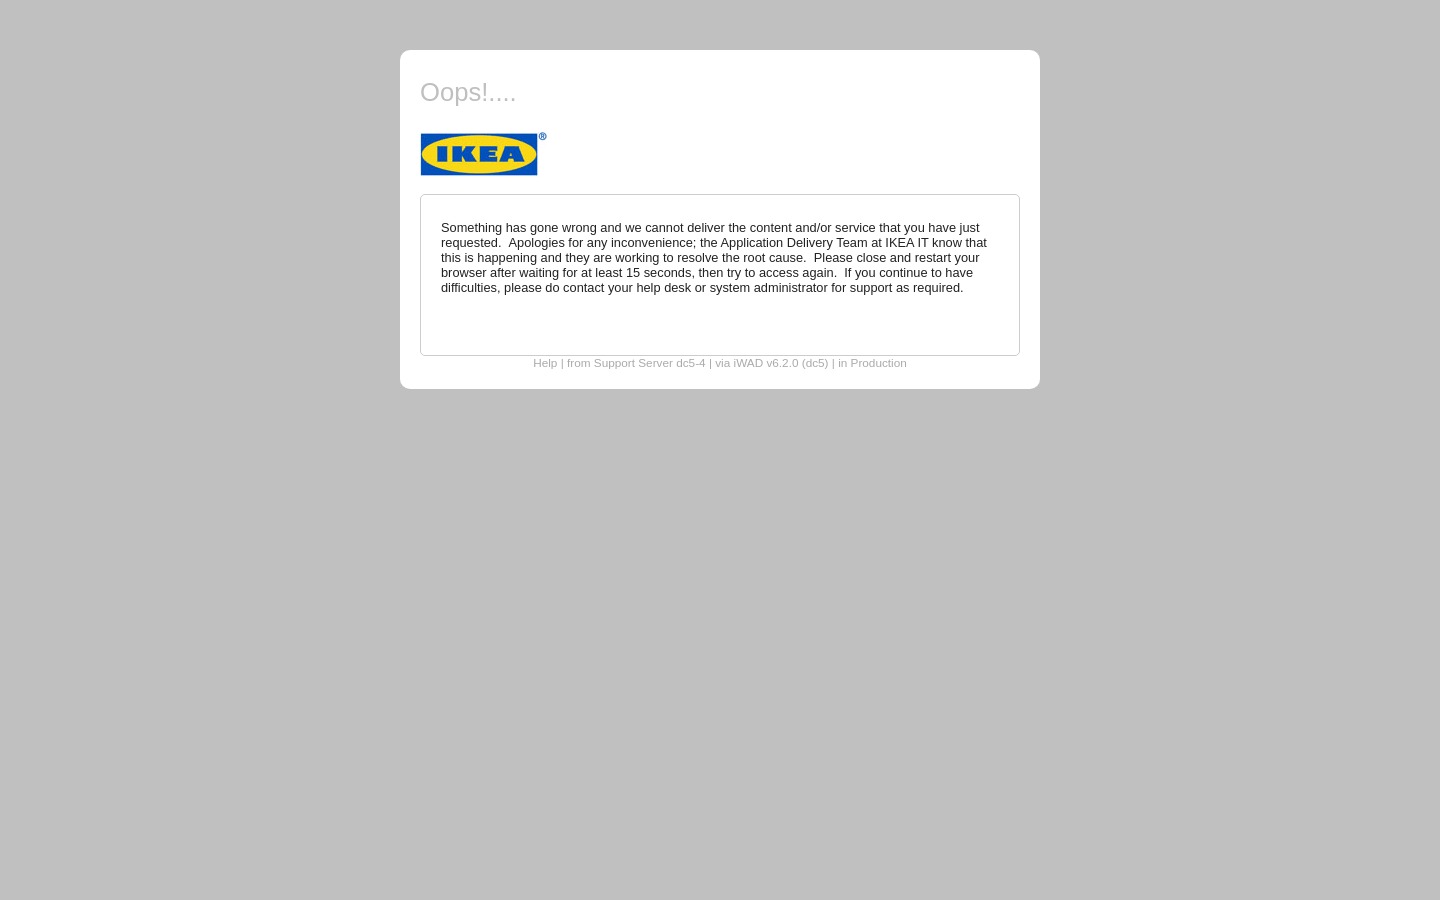 Oops!....
IKEA®
Something has gone wrong and we cannot deliver the content and/or service that you have just
requested.  Apologies for any inconvenience; the Application Delivery Team at IKEA IT know that
this is happening and they are working to resolve the root cause.  Please close and restart your
browser after waiting for at least 15 seconds, then try to access again.  If you continue to have
difficulties, please do contact your help desk or system administrator for support as required.
Help | from Support Server dc5-4 | via iWAD v6.2.0 (dc5) | in Production